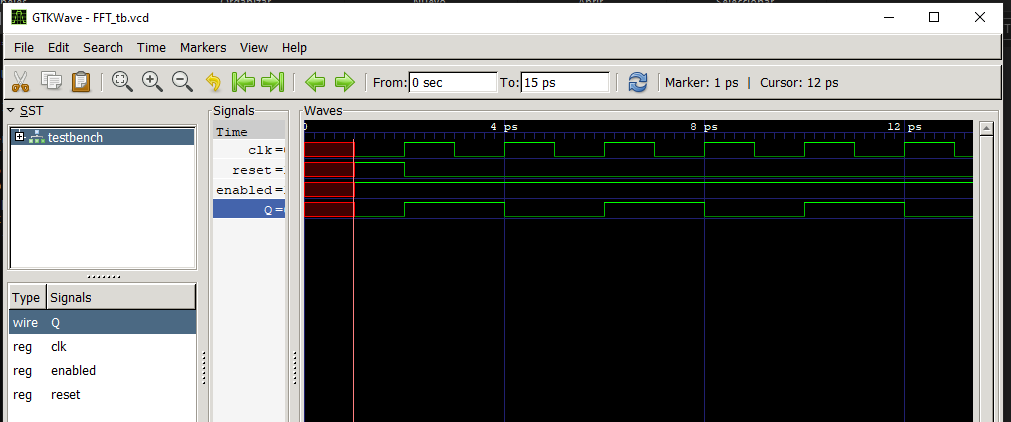 GTKWave - FFT_tb.vcd
File Edit Search Time Markers View Help
From: 0 sec To: 15 ps Marker: 1 ps | Cursor: 12 ps
SST
testbench
Type Signals
wire Q
reg clk
reg enabled
reg reset
Signals
Time
clk =
reset =
enabled =
Q =
Waves
0 4 ps 8 ps 12 ps